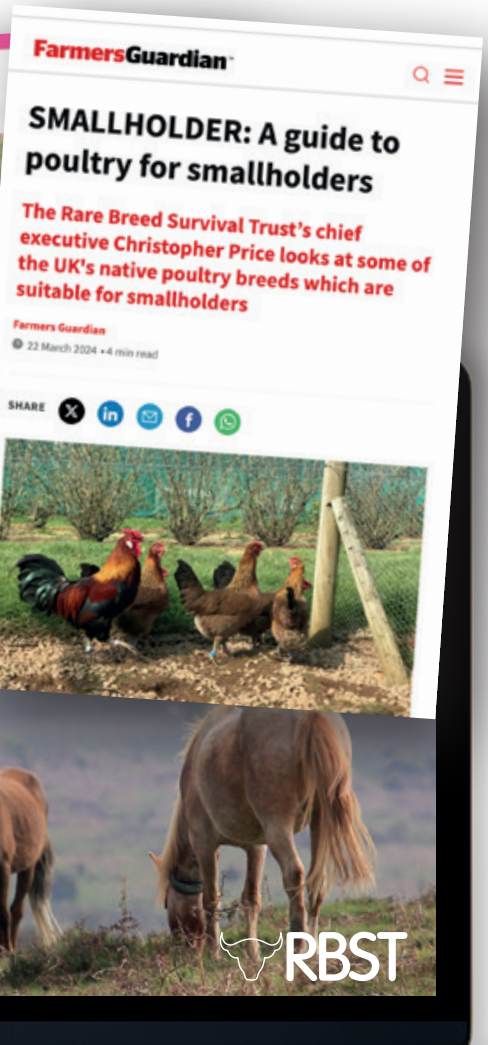 FarmersGuardian
SMALLHOLDER: A guide to
poultry for smallholders
The Rare Breed Survival Trust’s chief
executive Christopher Price looks at some of
the UK's native poultry breeds which are
suitable for smallholders
Farmers Guardian
22 March 2024 • 4 min read
SHARE
RBST